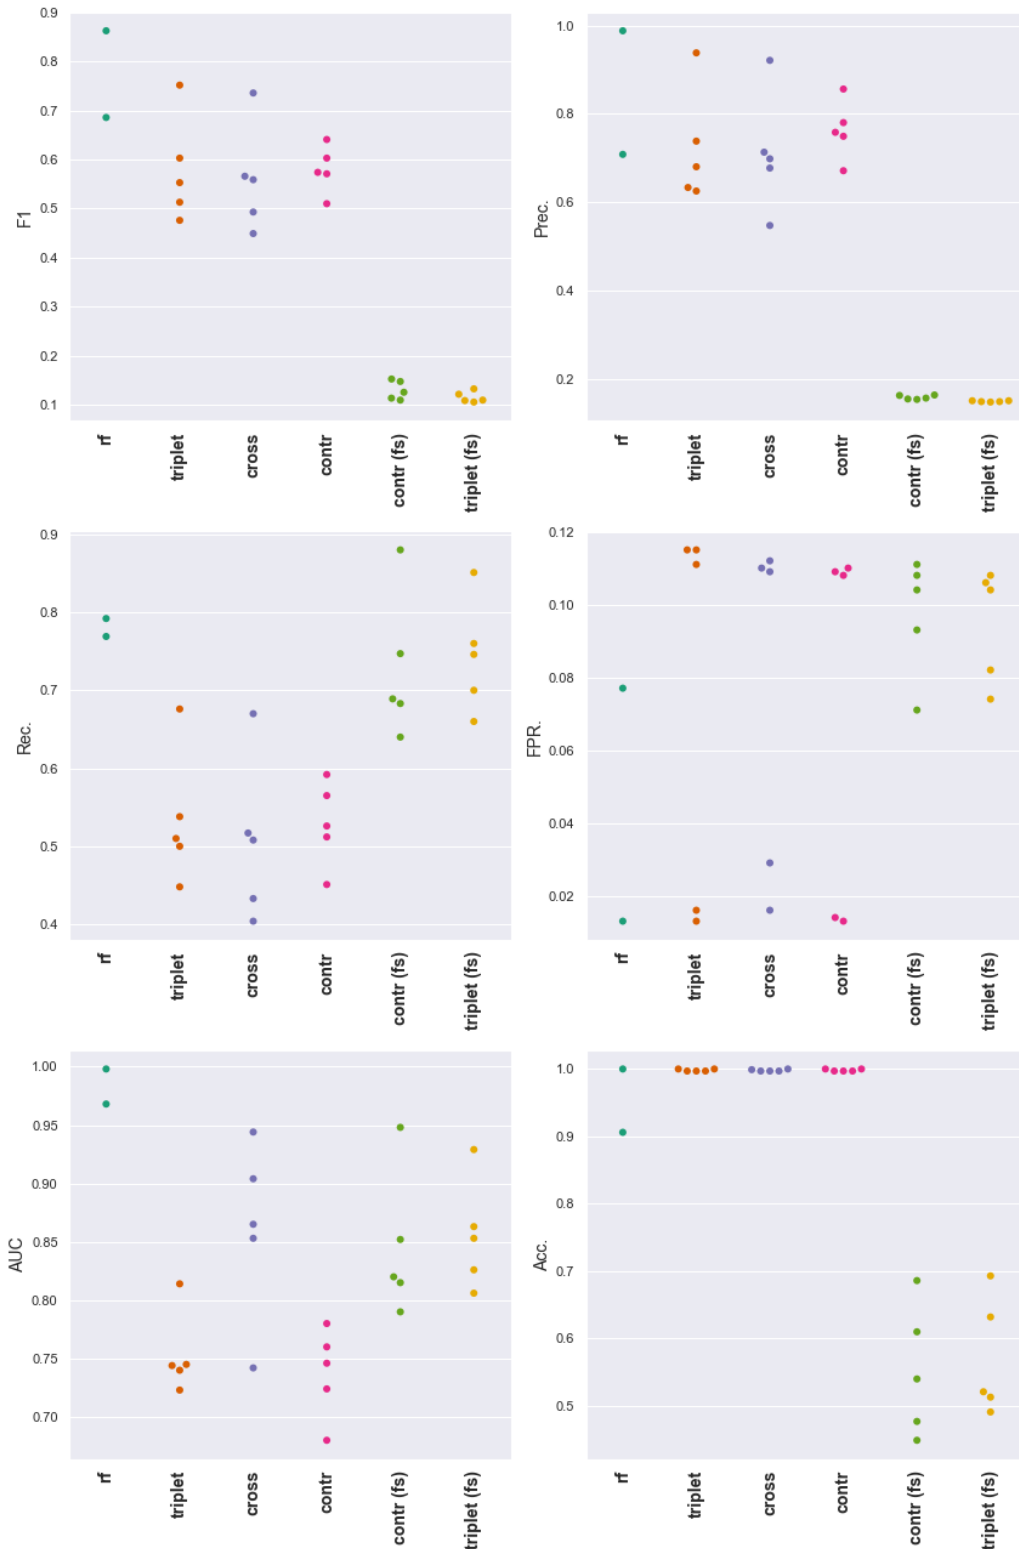 0.9
0.8
0.7
0.6
0.5
0.4
0.3
0.2
0.1
F1
rf
triplet
cross
contr
contr (fs)
triplet (fs)
1.0
0.8
0.6
0.4
0.2
Prec.
rf
triplet
cross
contr
contr (fs)
triplet (fs)
0.9
0.8
0.7
0.6
0.5
0.4
Rec.
rf
triplet
cross
contr
contr (fs)
triplet (fs)
0.12
0.10
0.08
0.06
0.04
0.02
FPR.
rf
triplet
cross
contr
contr (fs)
triplet (fs)
1.00
0.95
0.90
0.85
0.80
0.75
0.70
AUC
rf
triplet
cross
contr
contr (fs)
triplet (fs)
1.0
0.9
0.8
0.7
0.6
0.5
Acc.
rf
triplet
cross
contr
contr (fs)
triplet (fs)